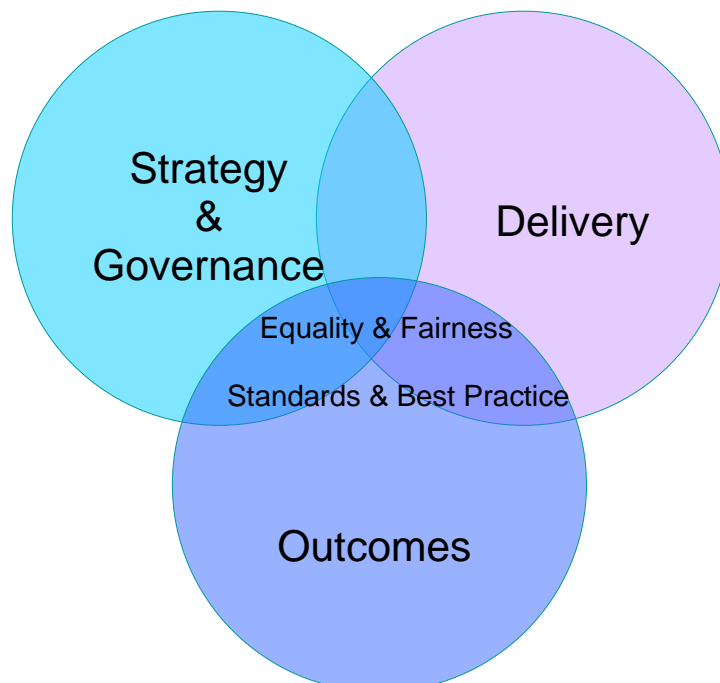 Strategy
&
Governance
Delivery
Equality & Fairness
Standards & Best Practice
Outcomes